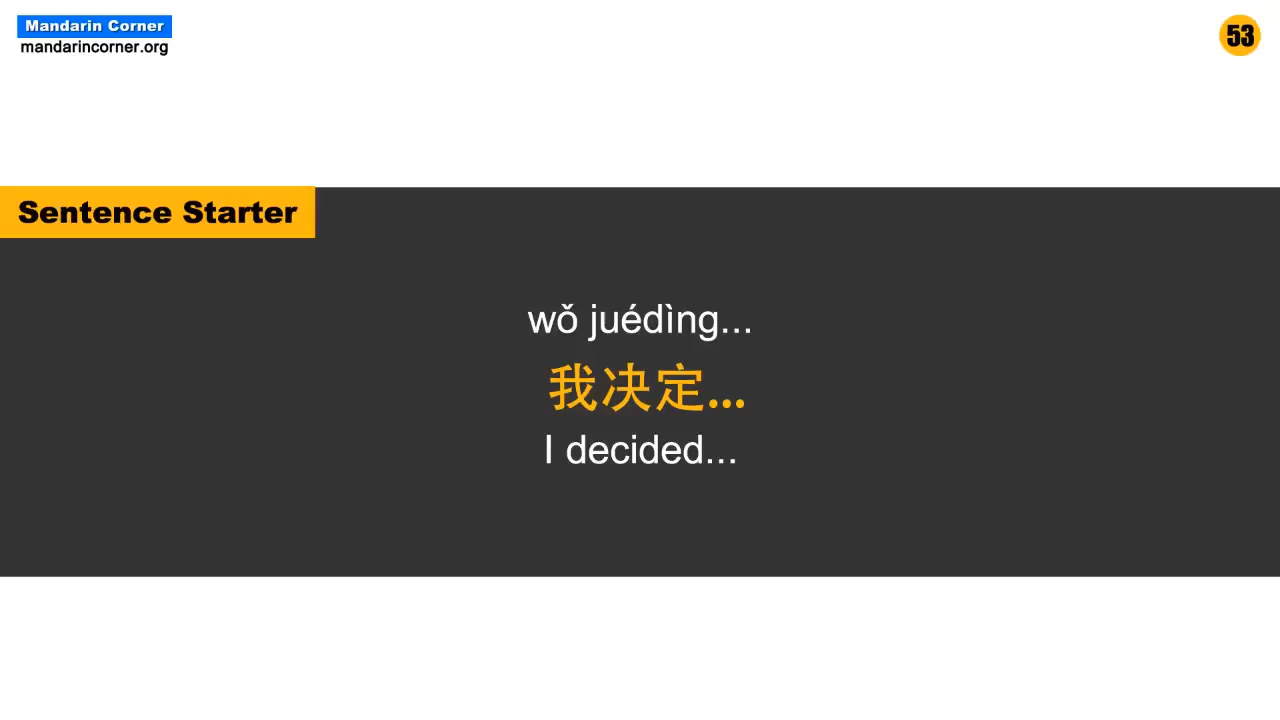 Mandarin Corner
mandarincorner.org
53
Sentence Starter
wǒ juédìng...
我决定...
I decided...